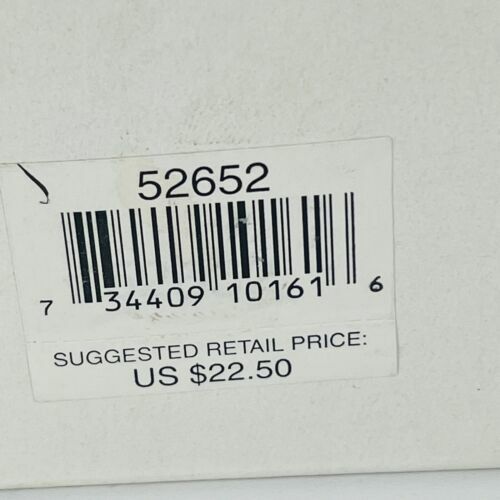 52652
7 34409 10161 6
SUGGESTED RETAIL PRICE:
US $22.50